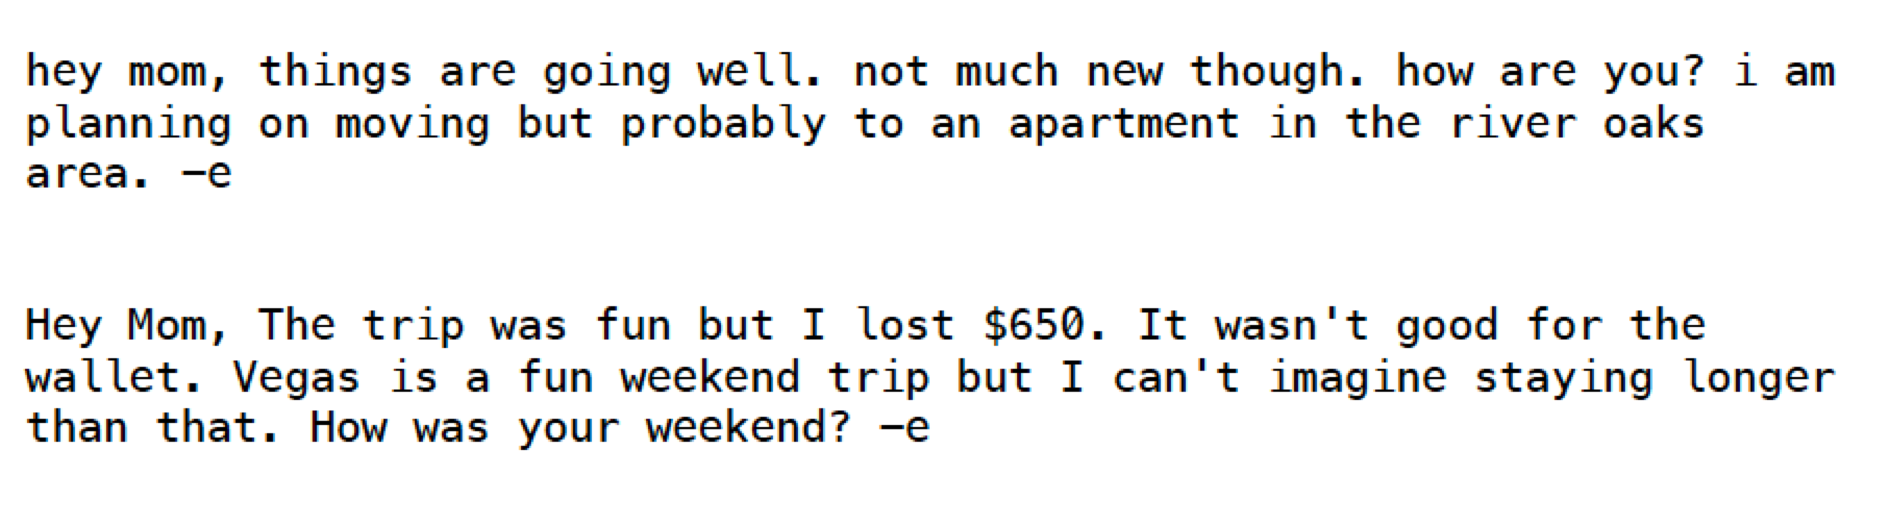 hey mom, things are going well. not much new though. how are you? i am
planning on moving but probably to an apartment in the river oaks
area. -e
Hey Mom, The trip was fun but I lost $650. It wasn't good for the
wallet. Vegas is a fun weekend trip but I can't imagine staying longer
than that. How was your weekend? -e